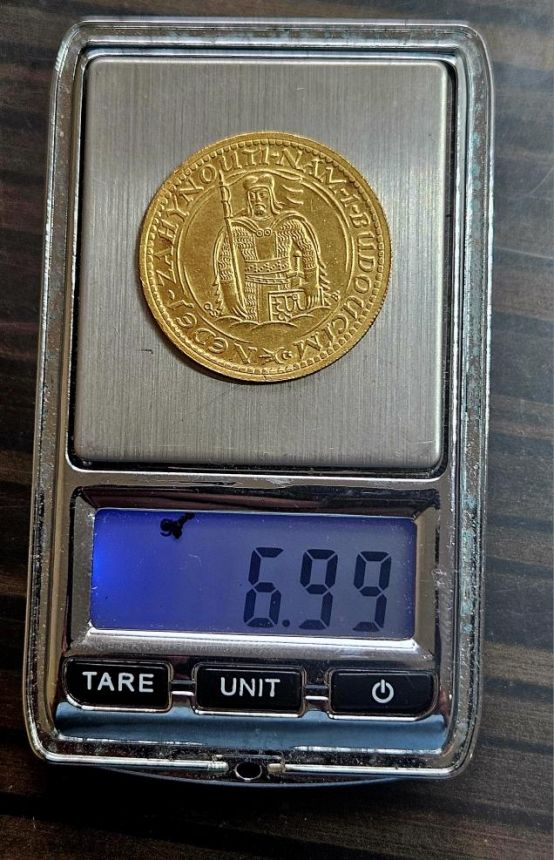 NEDEJ·ZAHYNOUTI·NÁM·I·BUDOUCÍM
6.99
TARE UNIT